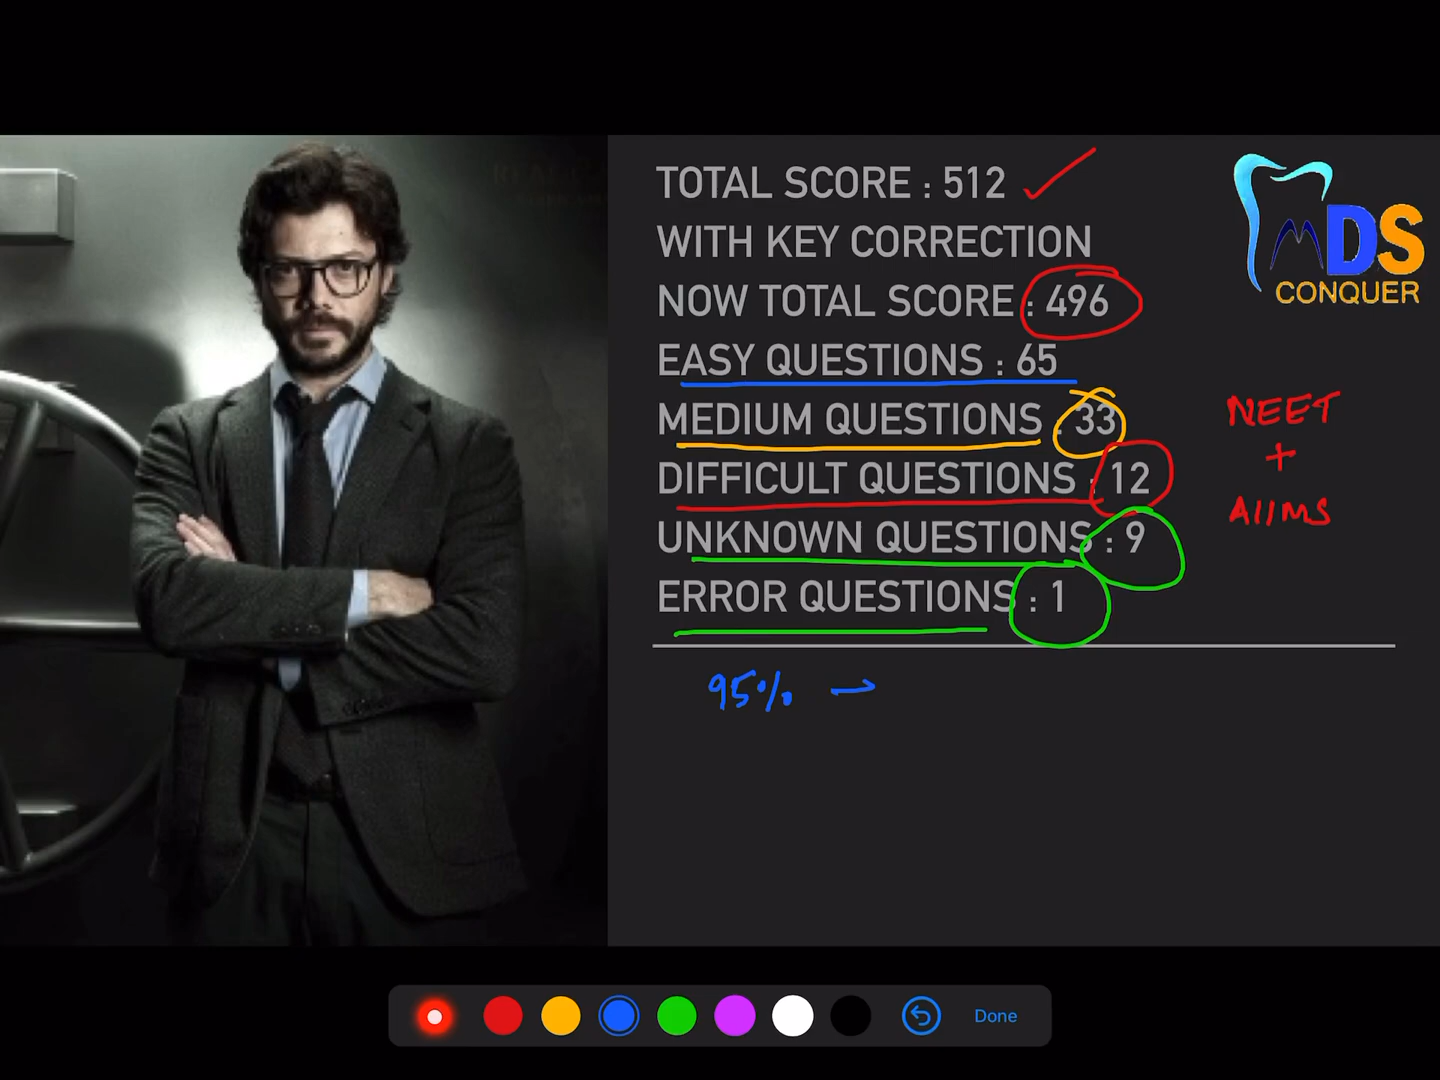 TOTAL SCORE : 512
WITH KEY CORRECTION
NOW TOTAL SCORE : 496
EASY QUESTIONS : 65
MEDIUM QUESTIONS : 33
DIFFICULT QUESTIONS : 12
UNKNOWN QUESTIONS : 9
ERROR QUESTIONS : 1
95% →
MDS
CONQUER
NEET
+
AIIMS
Done